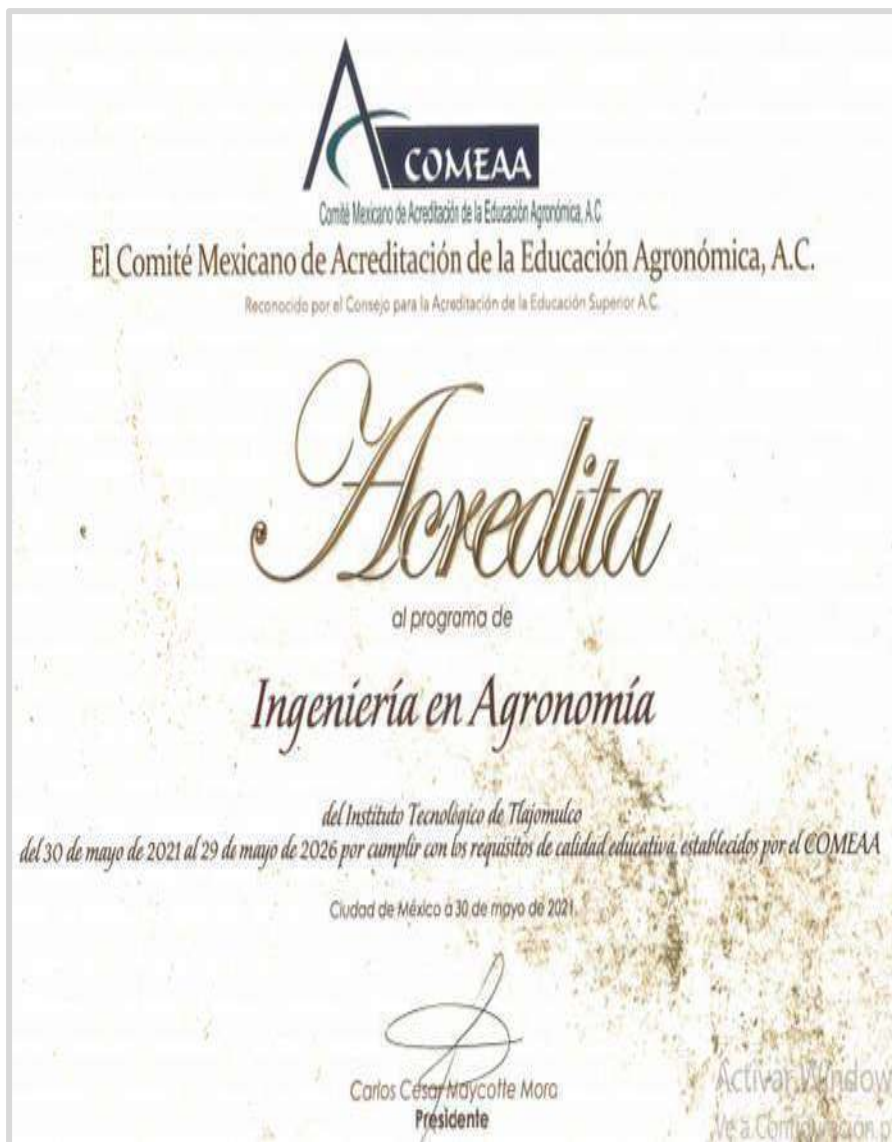 COMEAA
Comité Mexicano de Acreditación de la Educación Agronómica, A.C.
El Comité Mexicano de Acreditación de la Educación Agronómica, A.C.
Reconocido por el Consejo para la Acreditación de la Educación Superior A.C.
Acredita
al programa de
Ingeniería en Agronomía
del Instituto Tecnológico de Tlajomulco
del 30 de mayo de 2021 al 29 de mayo de 2026 por cumplir con los requisitos de calidad educativa, establecidos por el COMEAA
Ciudad de México a 30 de mayo de 2021.
Carlos César Maycotte Mora
Presidente
Activar Window
Ve a Configuración p